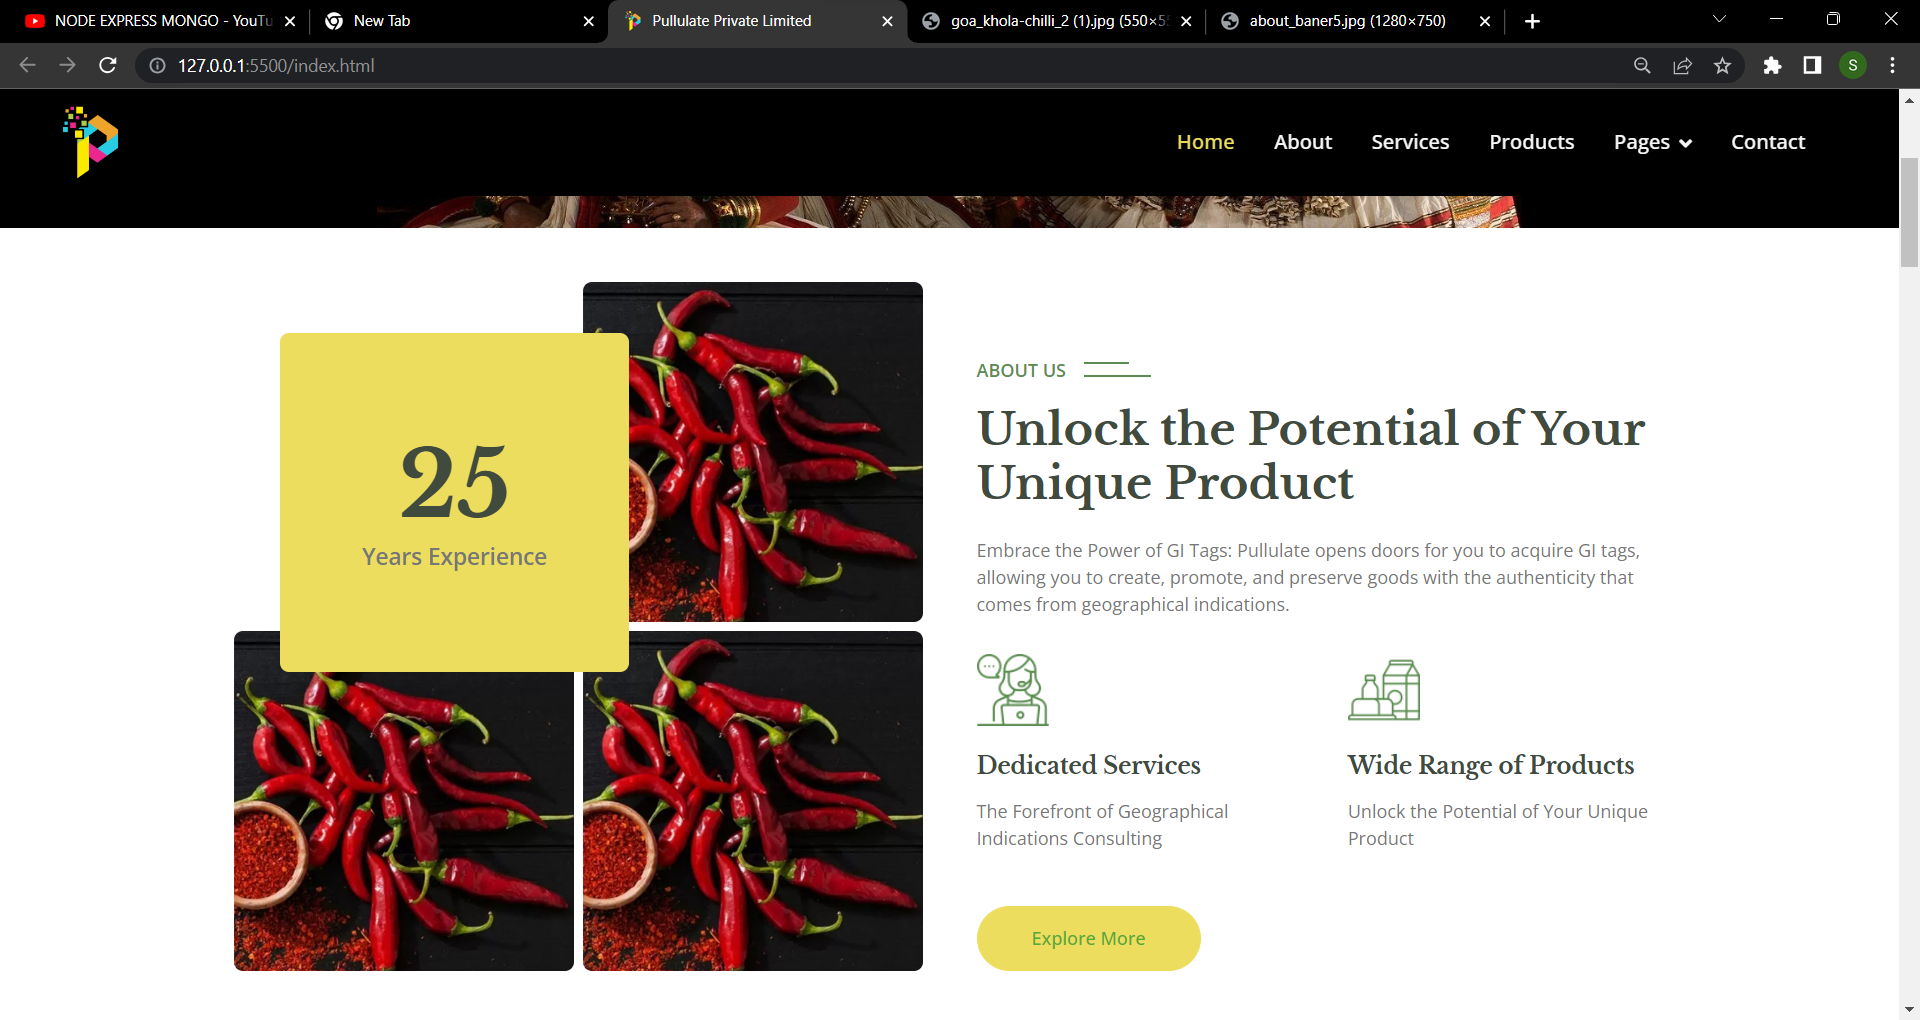 NODE EXPRESS MONGO - YouTu
New Tab
Pullulate Private Limited
goa_khola-chilli_2 (1).jpg (550×55
about_baner5.jpg (1280×750)
127.0.0.1:5500/index.html
S
Home
About
Services
Products
Pages
Contact
25
Years Experience
ABOUT US
Unlock the Potential of Your
Unique Product
Embrace the Power of GI Tags: Pullulate opens doors for you to acquire GI tags,
allowing you to create, promote, and preserve goods with the authenticity that
comes from geographical indications.
Dedicated Services
The Forefront of Geographical
Indications Consulting
Wide Range of Products
Unlock the Potential of Your Unique
Product
Explore More